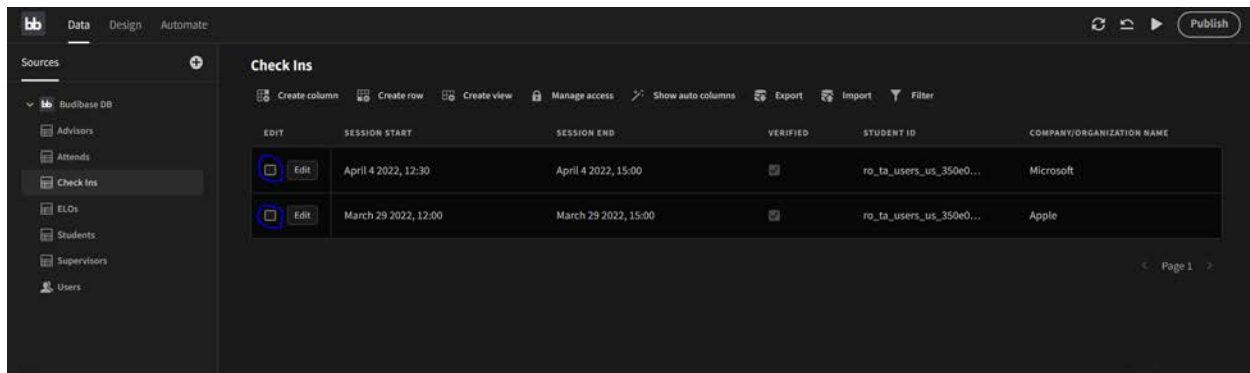 bb Data Design Automate Publish
Sources
Budibase DB
Advisors
Attends
Check Ins
ELOs
Students
Supervisors
Users
Check Ins
Create column Create row Create view Manage access Show auto columns Export Import Filter
EDIT SESSION START SESSION END VERIFIED STUDENT ID COMPANY/ORGANIZATION NAME
Edit April 4 2022, 12:30 April 4 2022, 15:00 ro_ta_users_us_350e0... Microsoft
Edit March 29 2022, 12:00 March 29 2022, 15:00 ro_ta_users_us_350e0... Apple
Page 1